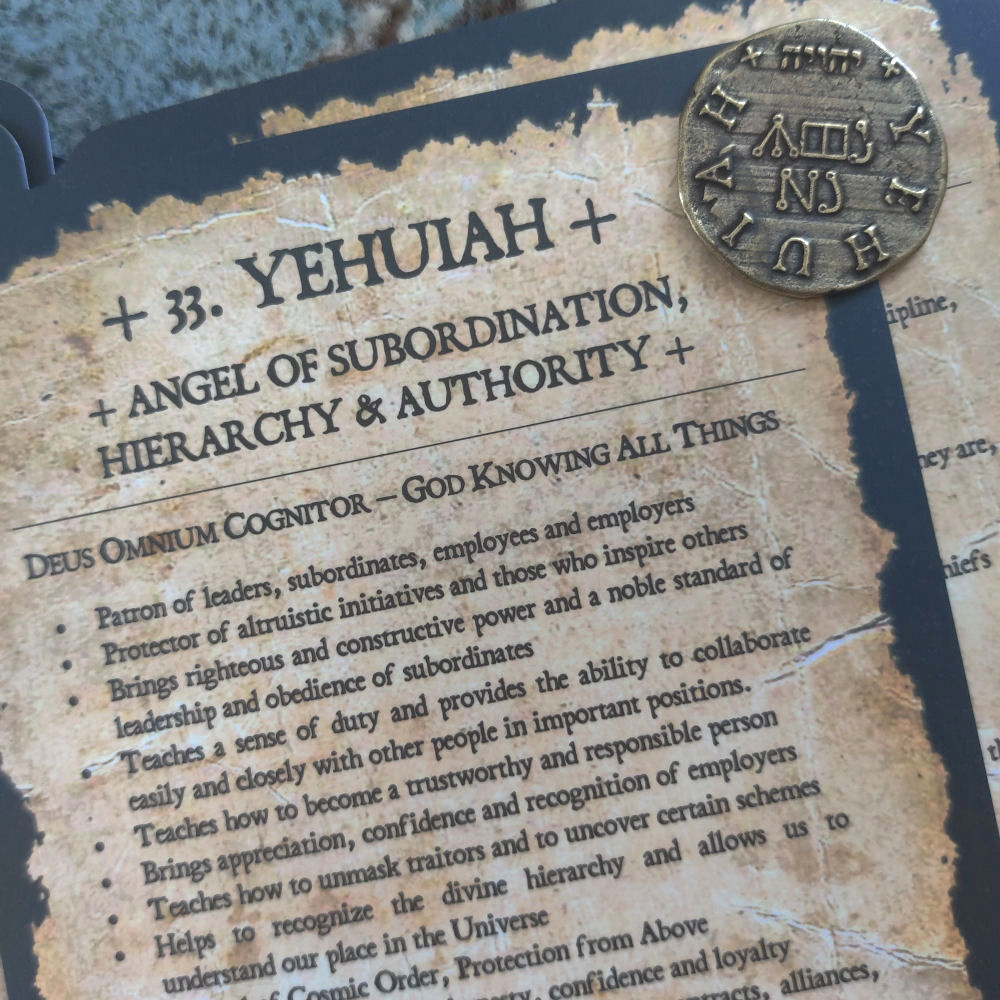 + 33. YEHUIAH +
+ ANGEL OF SUBORDINATION,
HIERARCHY & AUTHORITY +
DEUS OMNIUM COGNITOR – GOD KNOWING ALL THINGS
• Patron of leaders, subordinates, employees and employers
• Protector of altruistic initiatives and those who inspire others
• Brings righteous and constructive power and a noble standard of
leadership and obedience of subordinates
• Teaches a sense of duty and provides the ability to collaborate
easily and closely with other people in important positions.
• Teaches how to become a trustworthy and responsible person
• Brings appreciation, confidence and recognition of employers
• Teaches how to unmask traitors and to uncover certain schemes
• Helps to recognize the divine hierarchy and allows us to
understand our place in the Universe
of Cosmic Order, Protection from Above
confidence and loyalty
alliances,
+ יהויה +
YEHUIAH